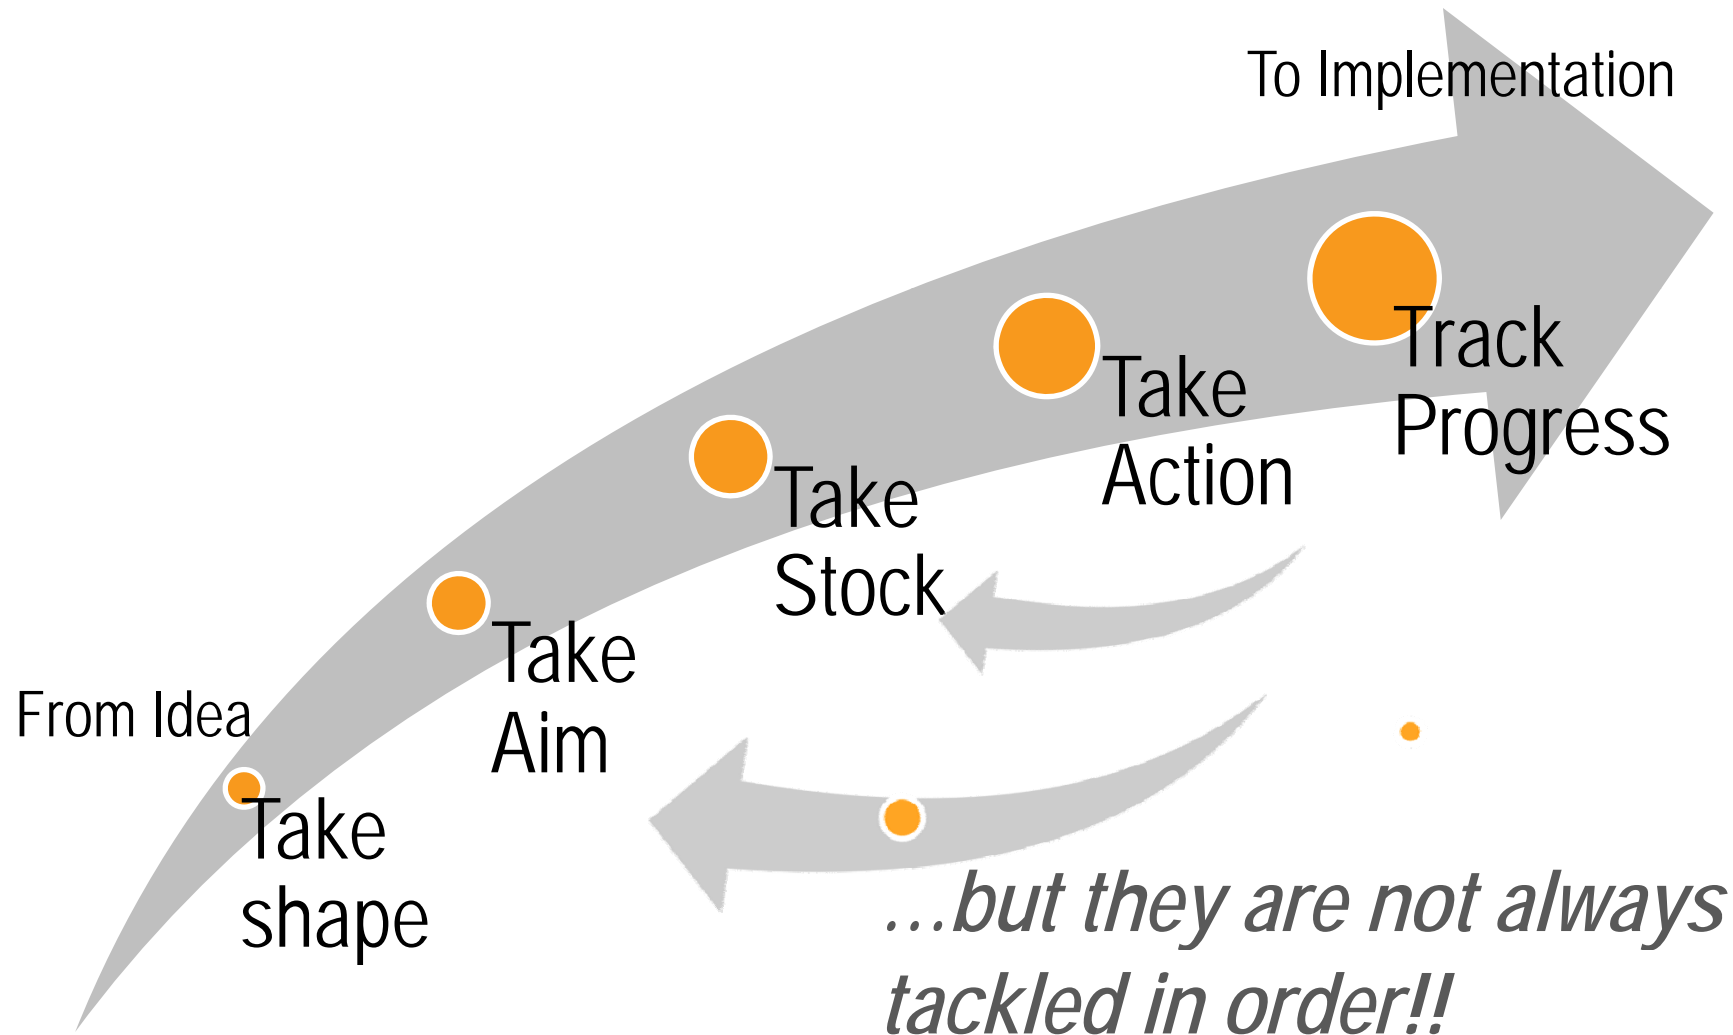 To Implementation
Track
Progress
Take
Action
Take
Stock
Take
Aim
From Idea
Take
shape
...but they are not always
tackled in order!!